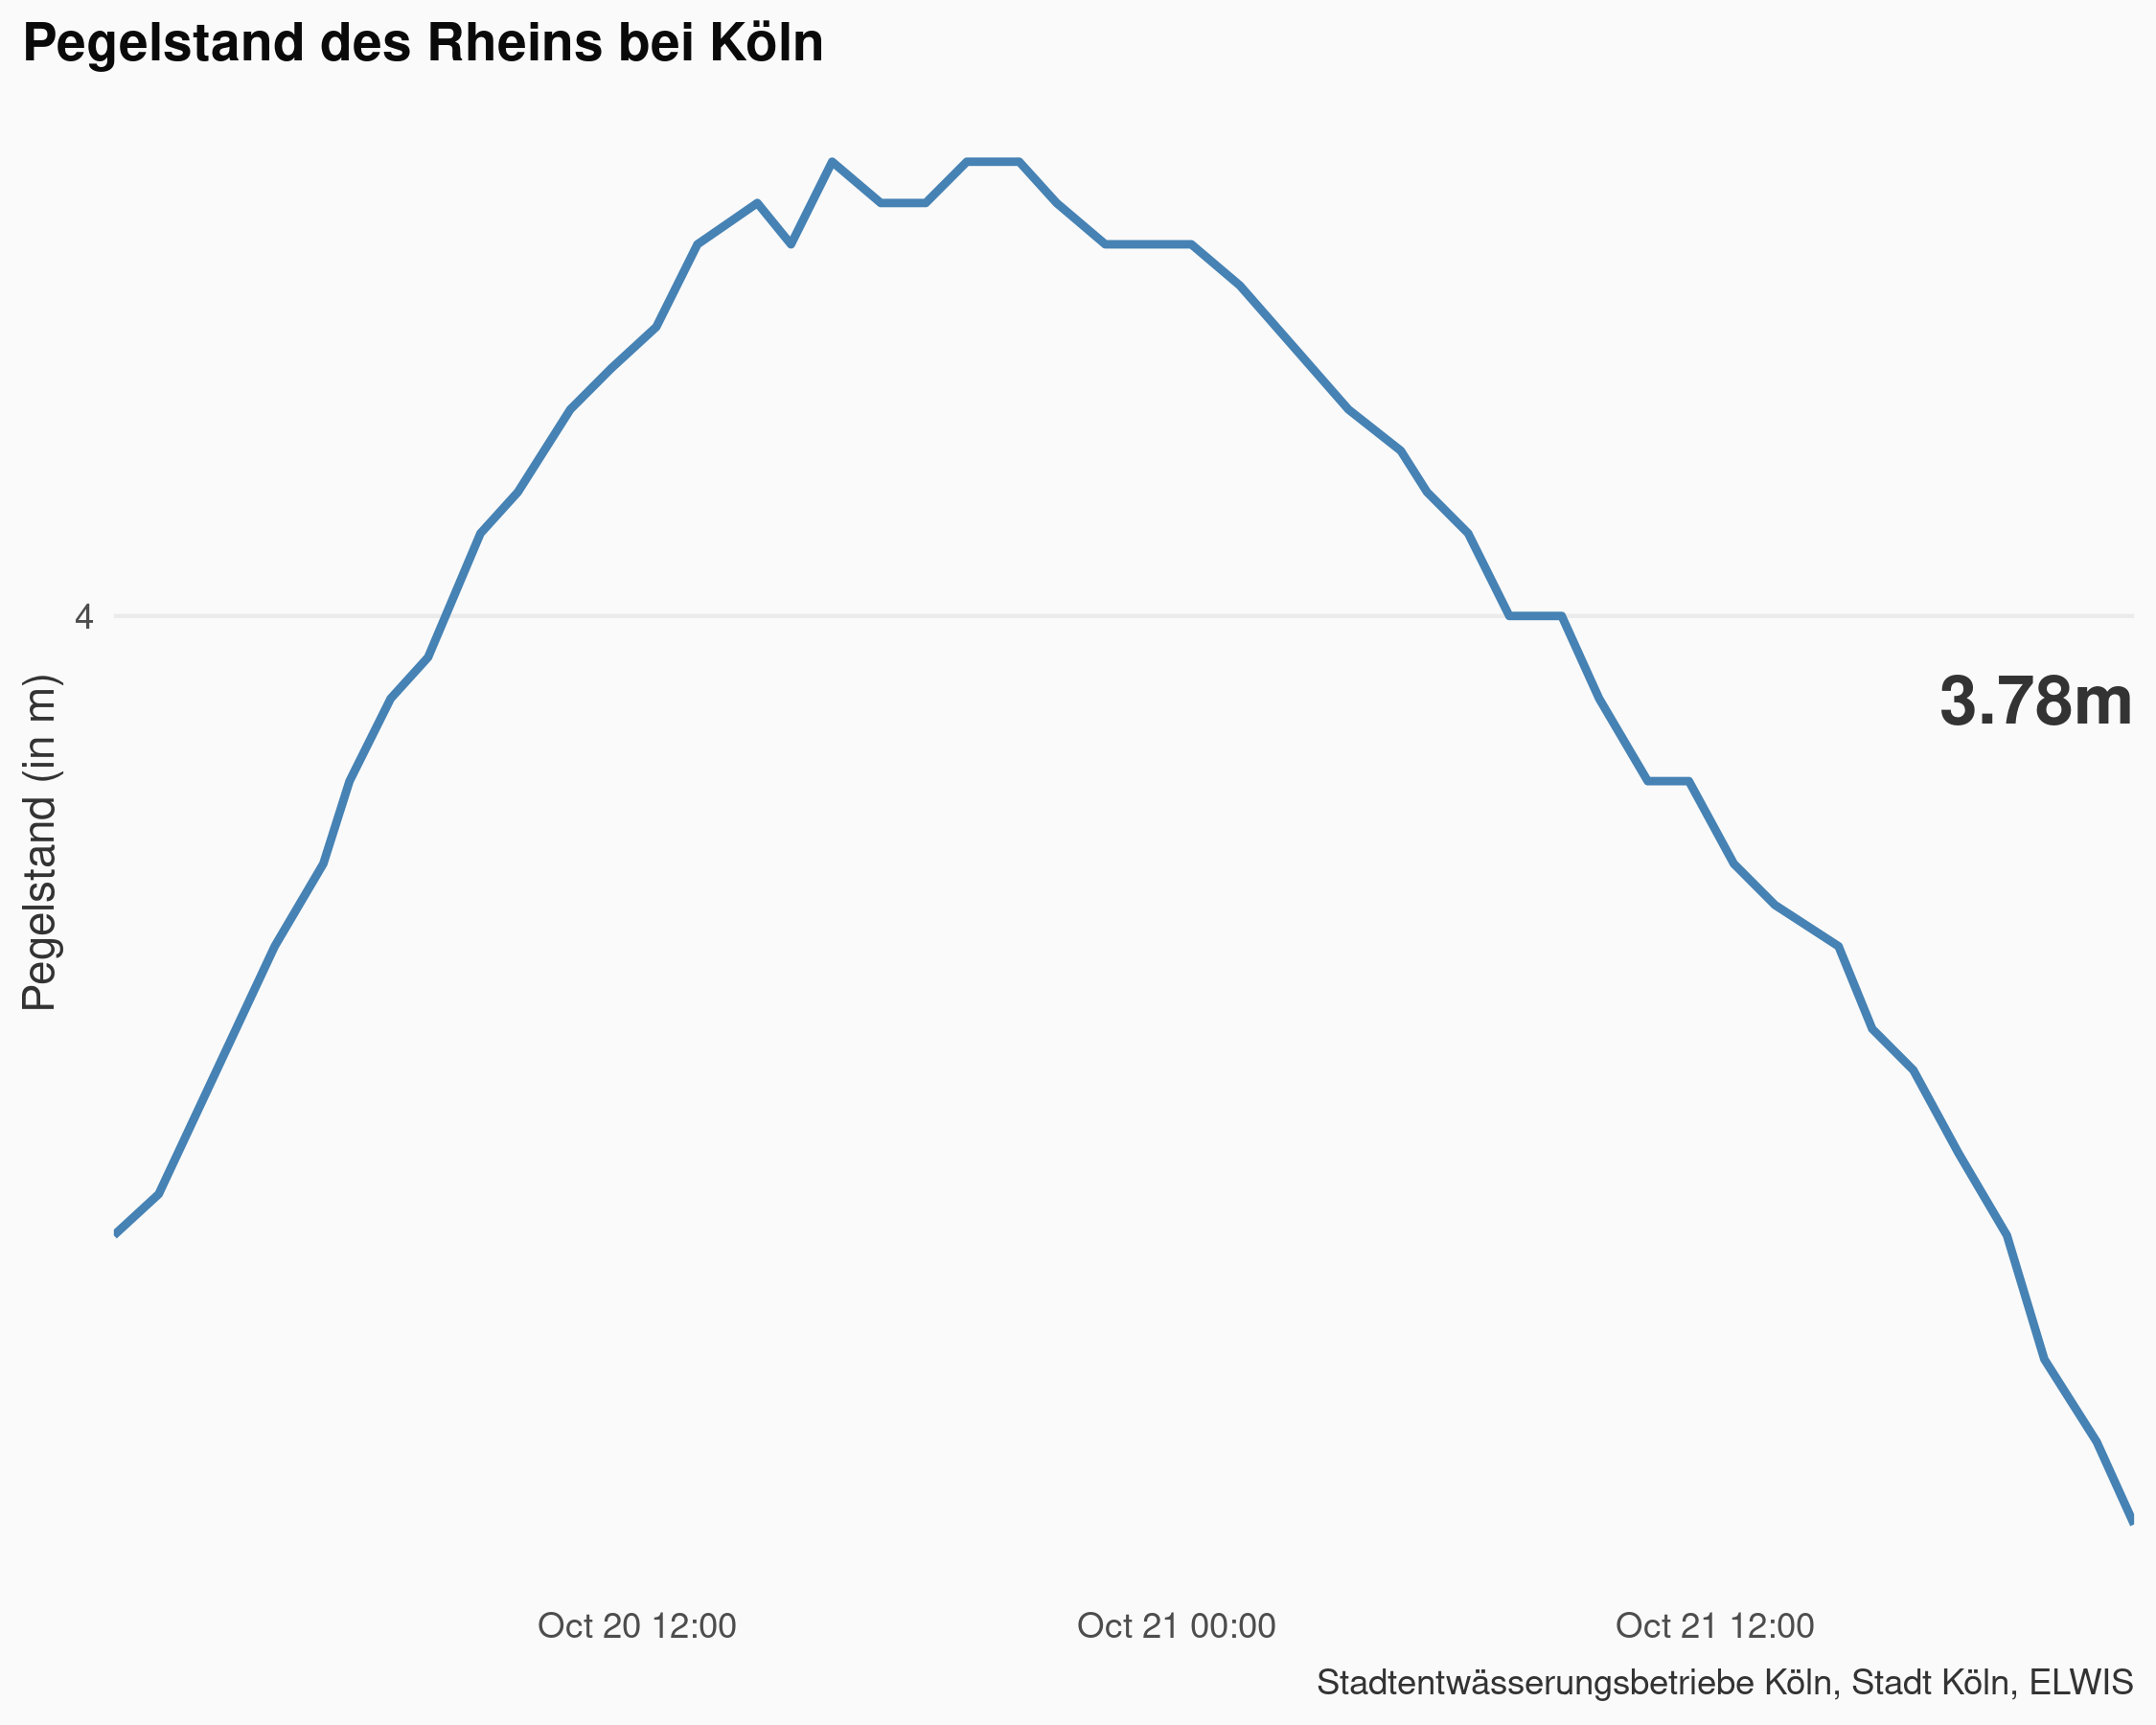 Pegelstand des Rheins bei Köln
4
3.78m
Pegelstand (in m)
Oct 20 12:00
Oct 21 00:00
Oct 21 12:00
Stadtentwässerungsbetriebe Köln, Stadt Köln, ELWIS